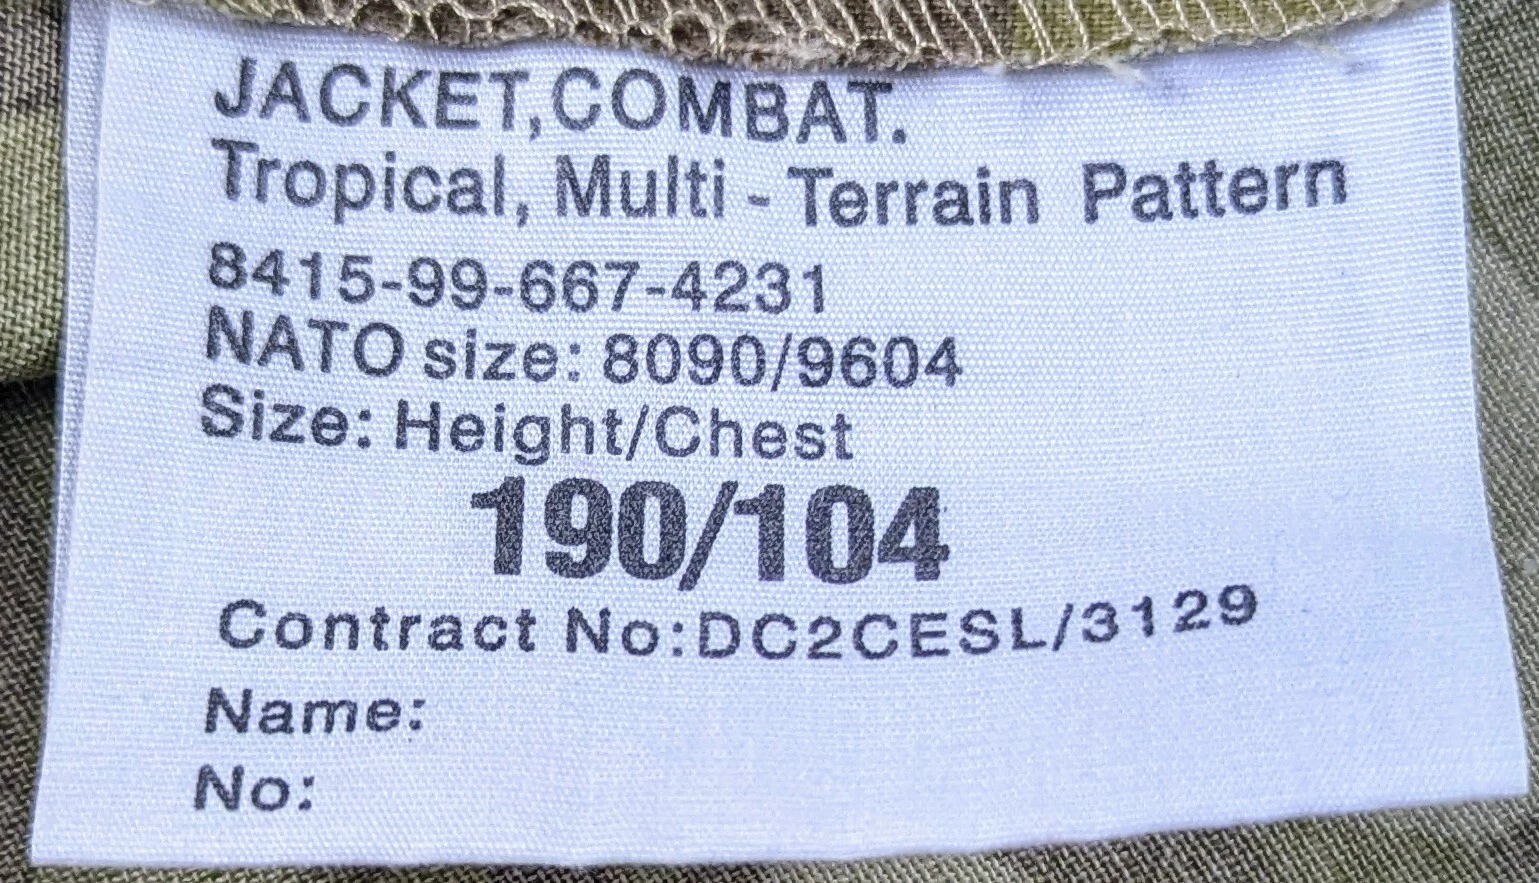 JACKET,COMBAT.
Tropical, Multi - Terrain Pattern
8415-99-667-4231
NATO size: 8090/9604
Size: Height/Chest
190/104
Contract No:DC2CESL/3129
Name:
No: